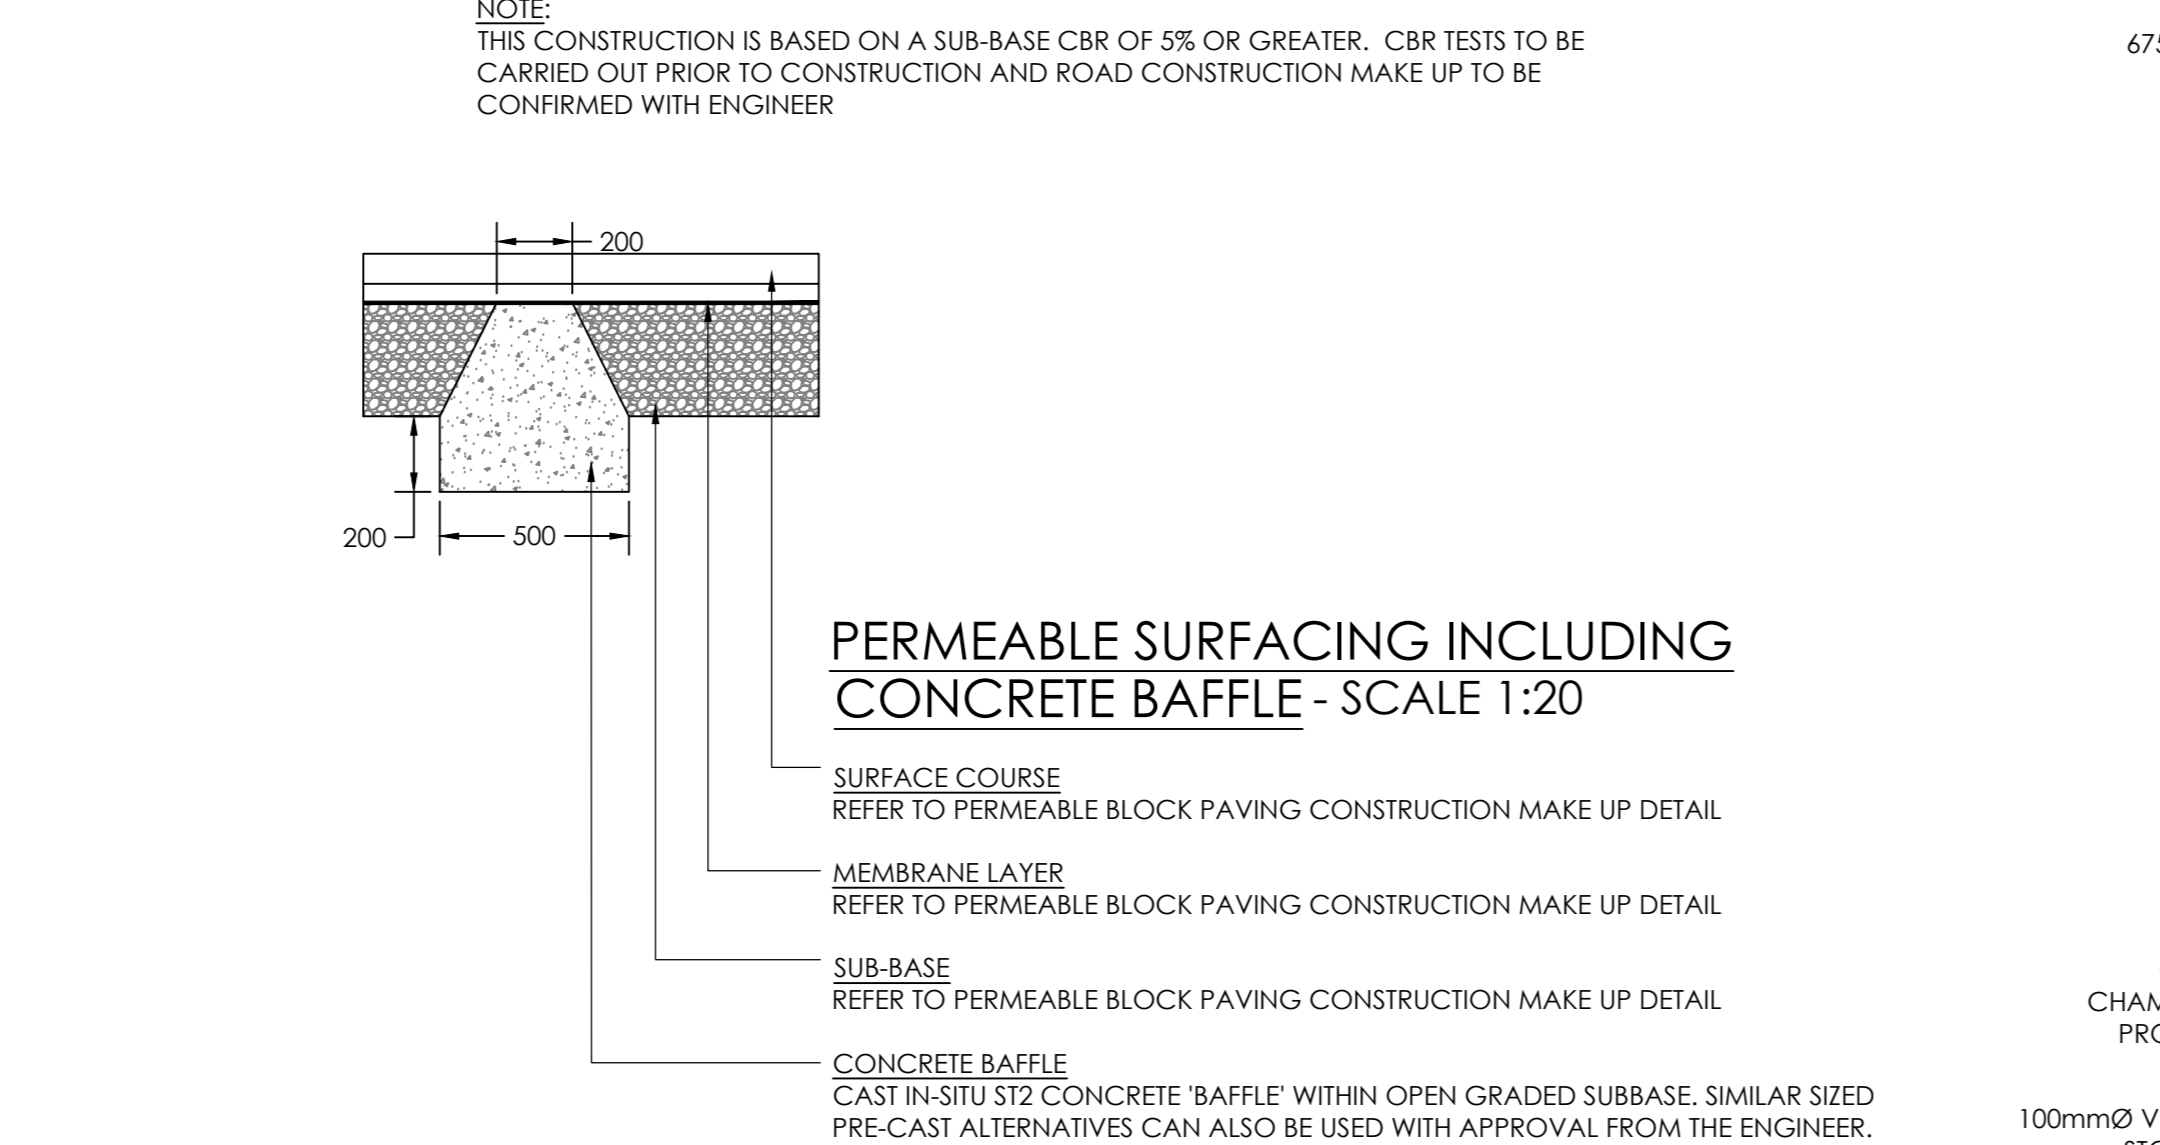 NOTE:
THIS CONSTRUCTION IS BASED ON A SUB-BASE CBR OF 5% OR GREATER. CBR TESTS TO BE
CARRIED OUT PRIOR TO CONSTRUCTION AND ROAD CONSTRUCTION MAKE UP TO BE
CONFIRMED WITH ENGINEER
675
200
200
500
PERMEABLE SURFACING INCLUDING
CONCRETE BAFFLE - SCALE 1:20
SURFACE COURSE
REFER TO PERMEABLE BLOCK PAVING CONSTRUCTION MAKE UP DETAIL
MEMBRANE LAYER
REFER TO PERMEABLE BLOCK PAVING CONSTRUCTION MAKE UP DETAIL
SUB-BASE
REFER TO PERMEABLE BLOCK PAVING CONSTRUCTION MAKE UP DETAIL
CONCRETE BAFFLE
CAST IN-SITU ST2 CONCRETE 'BAFFLE' WITHIN OPEN GRADED SUBBASE. SIMILAR SIZED
PRE-CAST ALTERNATIVES CAN ALSO BE USED WITH APPROVAL FROM THE ENGINEER.
CHAM
PRO
100mmØ V